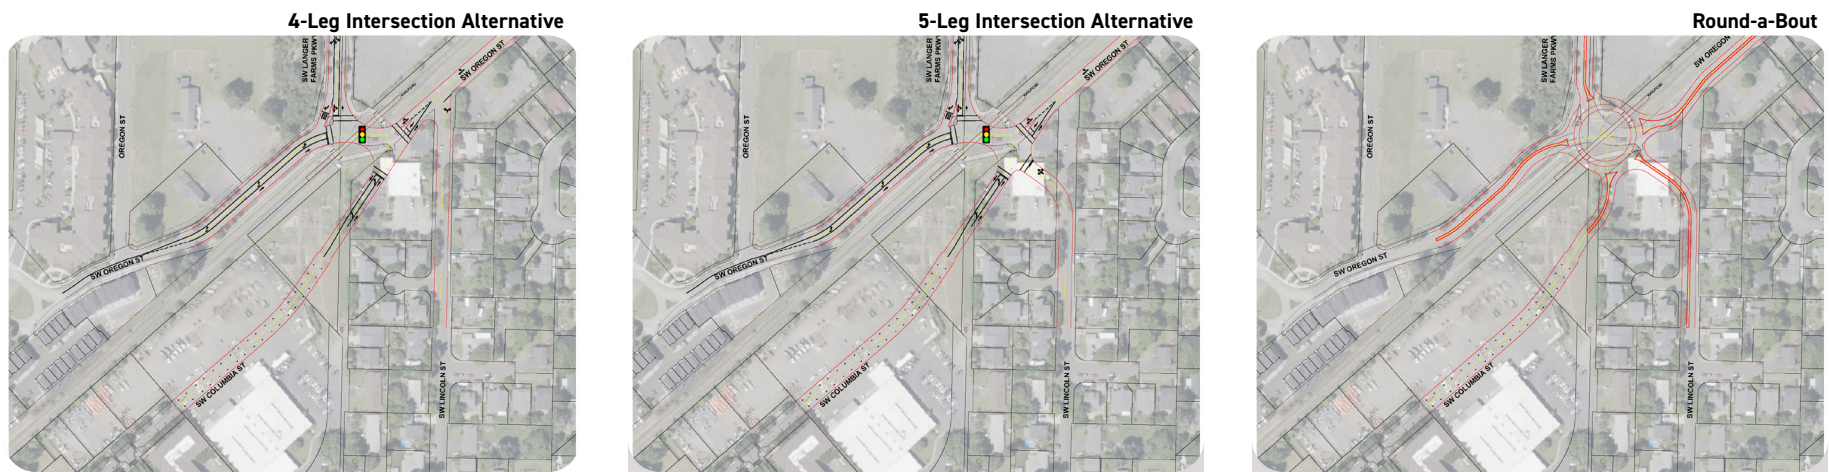 4-Leg Intersection Alternative
SW LANGER
FARMS PKWY
SW OREGON ST
RAILROAD
OREGON ST
SW OREGON ST
SW COLUMBIA ST
SW LINCOLN ST
5-Leg Intersection Alternative
SW LANGER
FARMS PKWY
SW OREGON ST
RAILROAD
OREGON ST
SW OREGON ST
SW COLUMBIA ST
SW LINCOLN ST
Round-a-Bout
SW LANGER
FARMS PKWY
SW OREGON
RAILROAD
OREGON ST
SW OREGON ST
SW COLUMBIA ST
SW LINCOLN ST